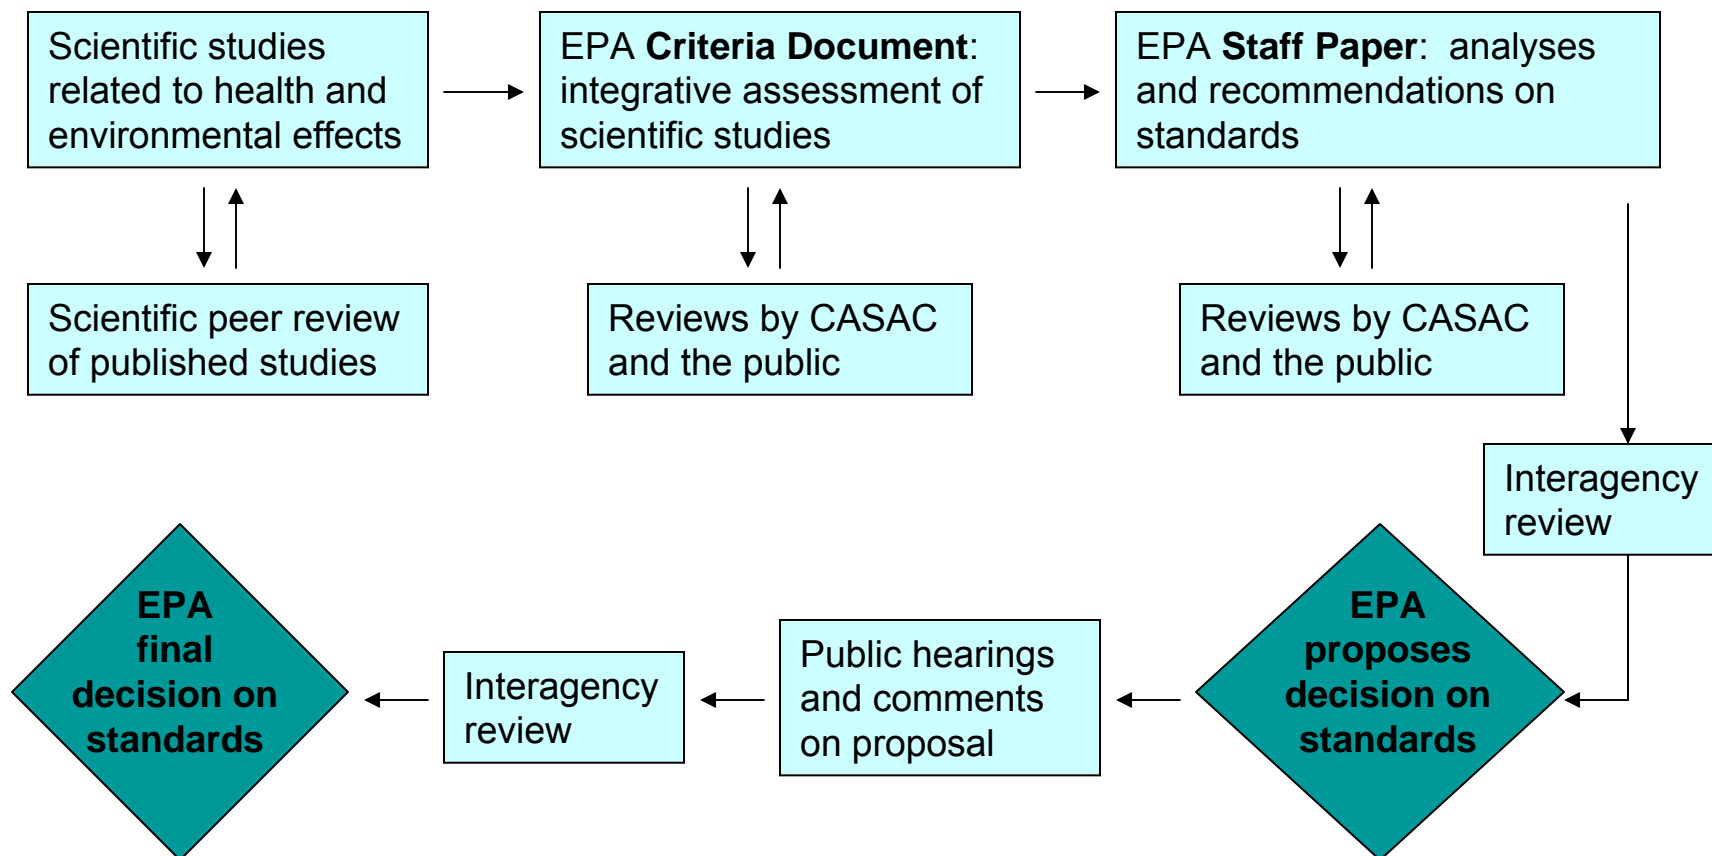 Scientific studies
related to health and
environmental effects
EPA Criteria Document:
integrative assessment of
scientific studies
EPA Staff Paper:  analyses
and recommendations on
standards
Scientific peer review
of published studies
Reviews by CASAC
and the public
Reviews by CASAC
and the public
Interagency
review
EPA
proposes
decision on
standards
Public hearings
and comments
on proposal
Interagency
review
EPA
final
decision on
standards